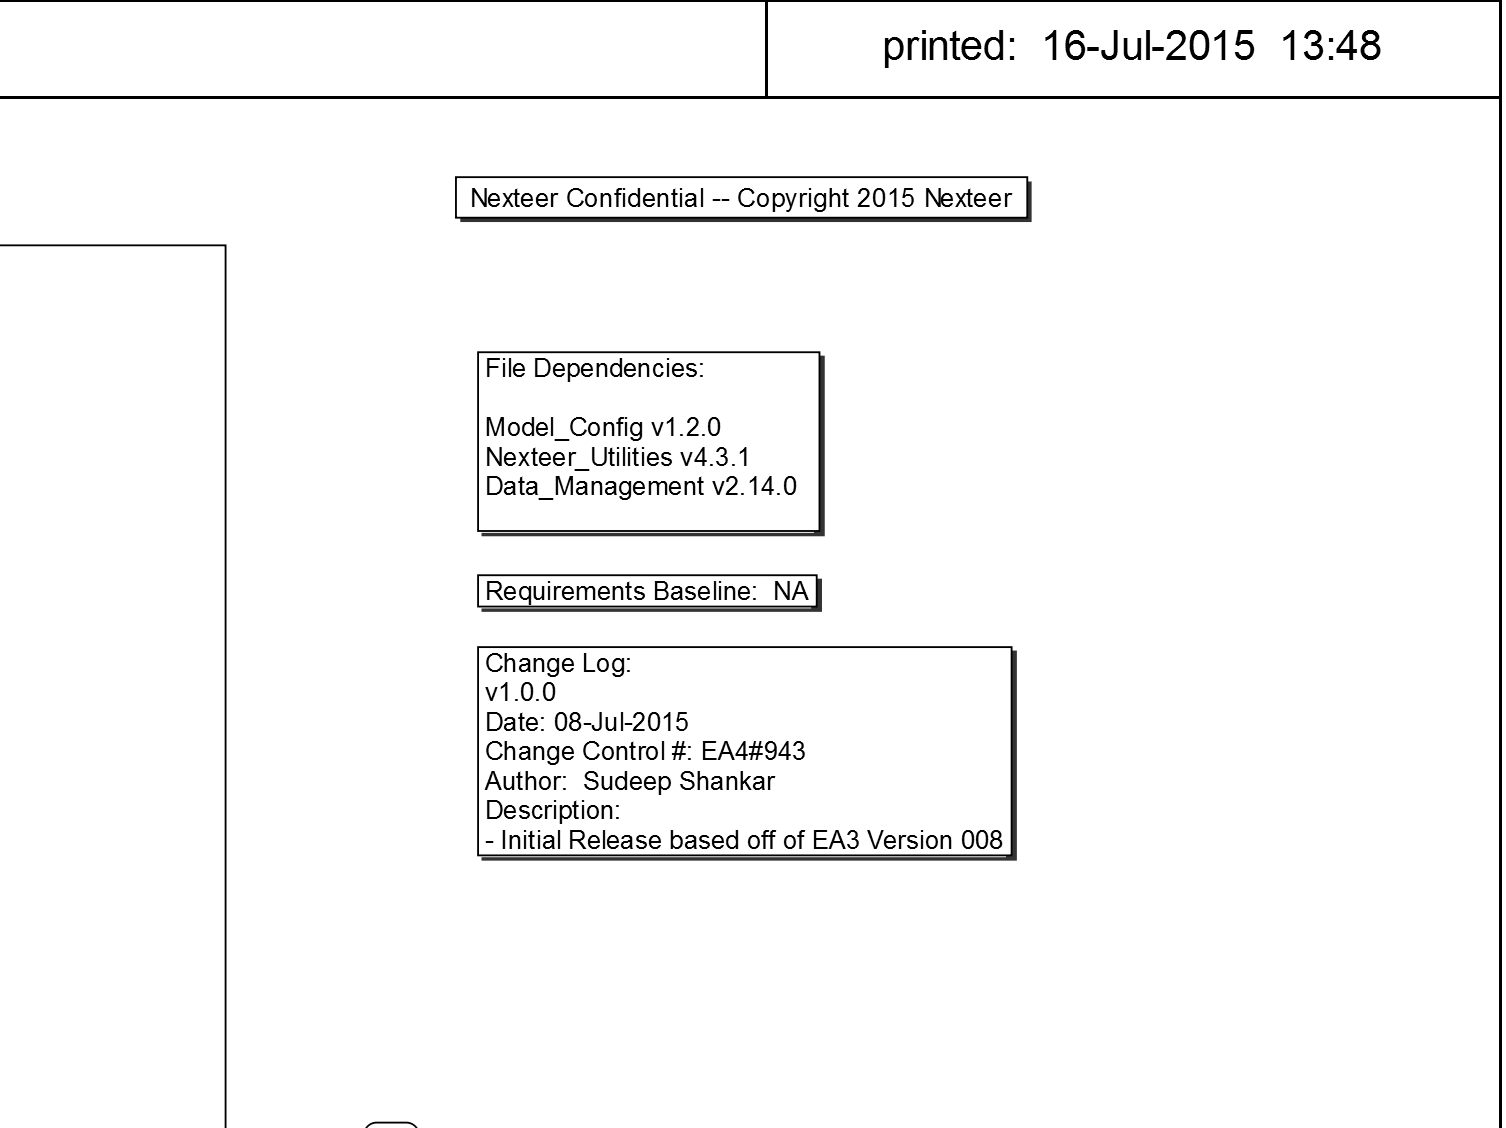 printed: 16-Jul-2015 13:48
Nexteer Confidential -- Copyright 2015 Nexteer
File Dependencies:
Model_Config v1.2.0
Nexteer_Utilities v4.3.1
Data_Management v2.14.0
Requirements Baseline: NA
Change Log:
v1.0.0
Date: 08-Jul-2015
Change Control #: EA4#943
Author: Sudeep Shankar
Description:
- Initial Release based off of EA3 Version 008